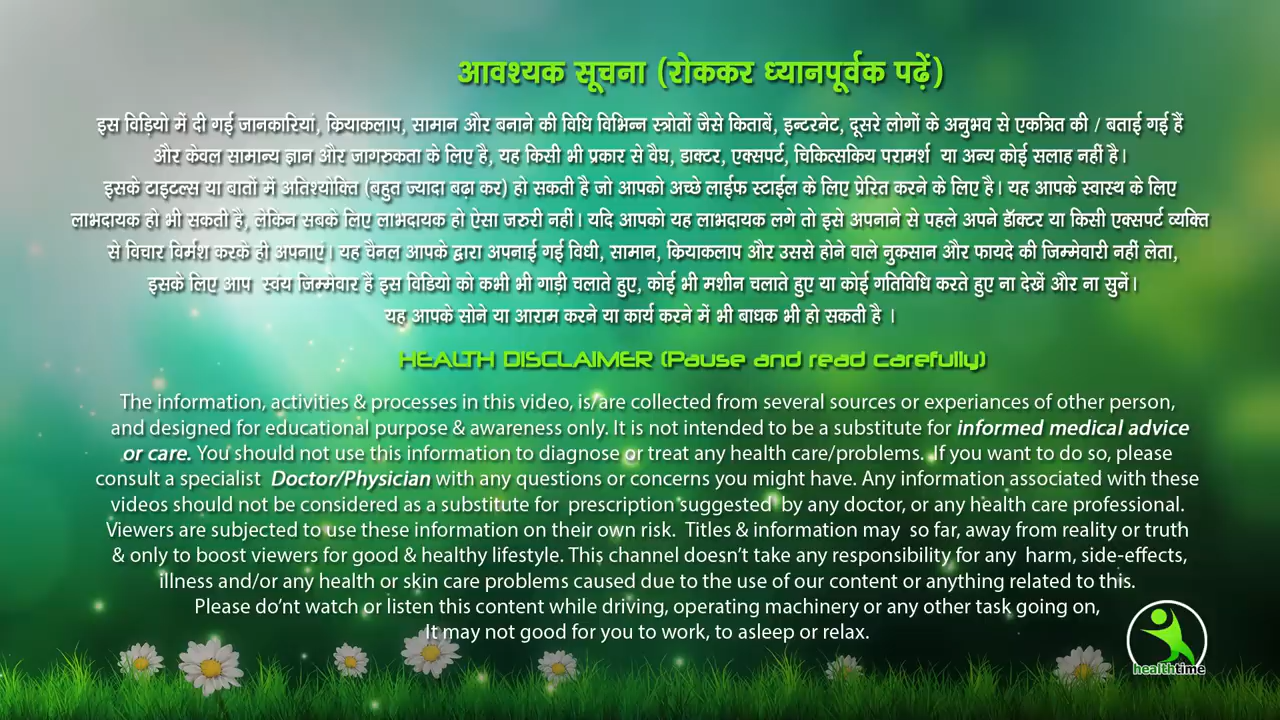 आवश्यक सूचना (रोककर ध्यानपूर्वक पढ़ें)
इस विड़ियो में दी गई जानकारियां, क्रियाकलाप, सामान और बनाने की विधि विभिन्न स्त्रोतों जैसे किताबें, इन्टरनेट, दूसरे लोगों के अनुभव से एकत्रित की / बताई गई हैं
और केवल सामान्य ज्ञान और जागरुकता के लिए है, यह किसी भी प्रकार से वैघ, डाक्टर, एक्सपर्ट, चिकित्सकिय परामर्श या अन्य कोई सलाह नहीं है।
इसके टाइटल्स या बातों में अतिश्योक्ति (बहुत ज्यादा बढ़ा कर) हो सकती है जो आपको अच्छे लाईफ स्टाईल के लिए प्रेरित करने के लिए है। यह आपके स्वास्थ के लिए
लाभदायक हो भी सकती है, लेकिन सबके लिए लाभदायक हो ऐसा जरुरी नहीं। यदि आपको यह लाभदायक लगे तो इसे अपनाने से पहले अपने डॉक्टर या किसी एक्सपर्ट व्यक्ति
से विचार विर्मश करके ही अपनाएं। यह चैनल आपके द्वारा अपनाई गई विधी, सामान, क्रियाकलाप और उससे होने वाले नुकसान और फायदे की जिम्मेवारी नहीं लेता,
इसके लिए आप स्वंय जिम्मेवार हैं इस विडियो को कभी भी गाड़ी चलाते हुए, कोई भी मशीन चलाते हुए या कोई गतिविधि करते हुए ना देखें और ना सुनें।
यह आपके सोने या आराम करने या कार्य करने में भी बाधक भी हो सकती है ।
HEALTH DISCLAIMER (Pause and read carefully)
The information, activities & processes in this video, is/are collected from several sources or experiances of other person,
and designed for educational purpose & awareness only. It is not intended to be a substitute for informed medical advice
or care. You should not use this information to diagnose or treat any health care/problems. If you want to do so, please
consult a specialist Doctor/Physician with any questions or concerns you might have. Any information associated with these
videos should not be considered as a substitute for prescription suggested by any doctor, or any health care professional.
Viewers are subjected to use these information on their own risk. Titles & information may so far, away from reality or truth
& only to boost viewers for good & healthy lifestyle. This channel doesn't take any responsibility for any harm, side-effects,
illness and/or any health or skin care problems caused due to the use of our content or anything related to this.
Please do'nt watch or listen this content while driving, operating machinery or any other task going on,
It may not good for you to work, to asleep or relax.
healthtime